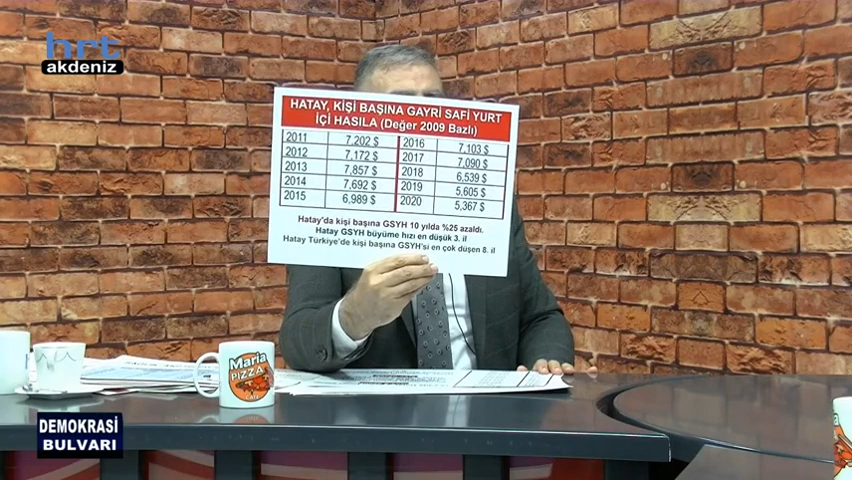 hrt
akdeniz
HATAY, KİŞİ BAŞINA GAYRİ SAFİ YURT
İÇİ HASILA (Değer 2009 Bazlı)
2011 7,202 $ 2016 7,103 $
2012 7,172 $ 2017 7,090 $
2013 7,857 $ 2018 6,539 $
2014 7,692 $ 2019 5,605 $
2015 6,989 $ 2020 5,367 $
Hatay'da kişi başına GSYH 10 yılda %25 azaldı.
Hatay GSYH büyüme hızı en düşük 3. il
Hatay Türkiye'de kişi başına GSYH'si en çok düşen 8. il
Maria
PiZZA
CAFE
DEMOKRASİ
BULVARI